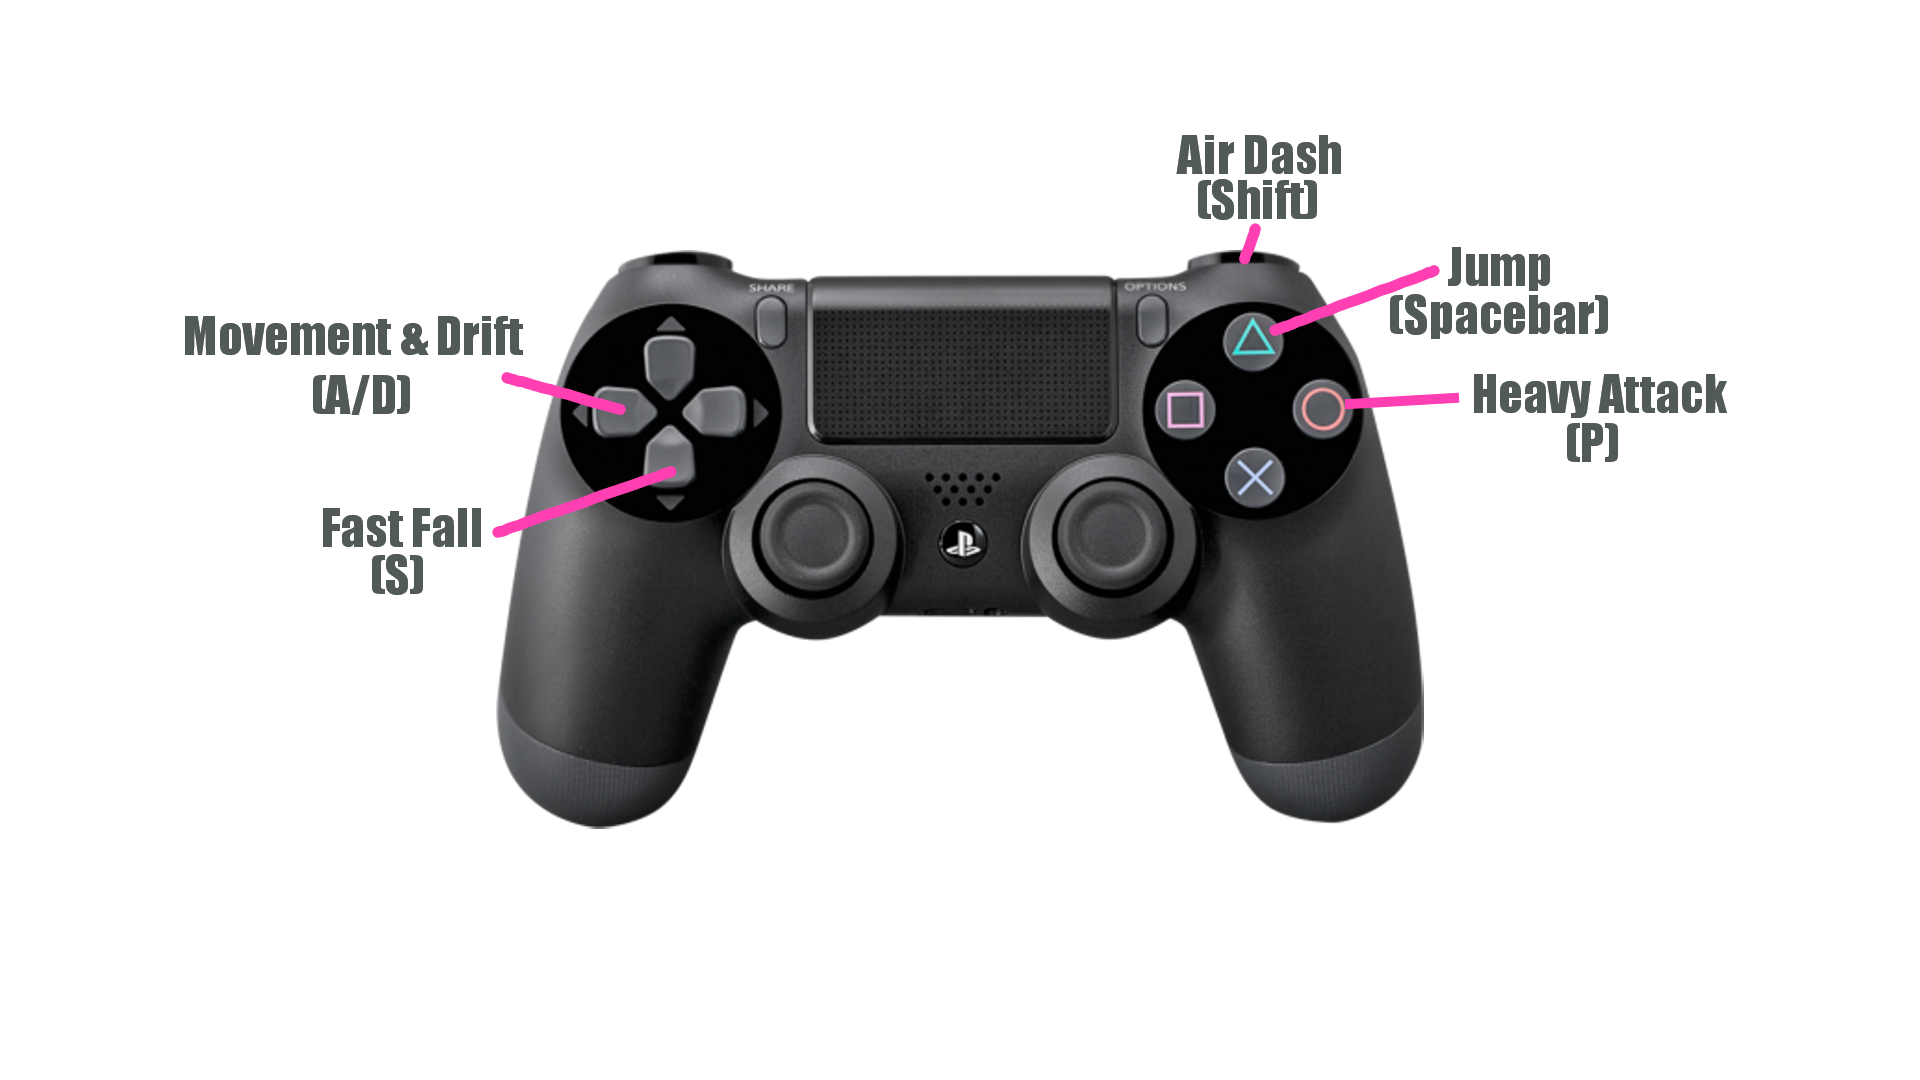 Air Dash
(Shift)
Jump
(Spacebar)
SHARE
OPTIONS
Movement & Drift
(A/D)
Heavy Attack
(P)
Fast Fall
(S)